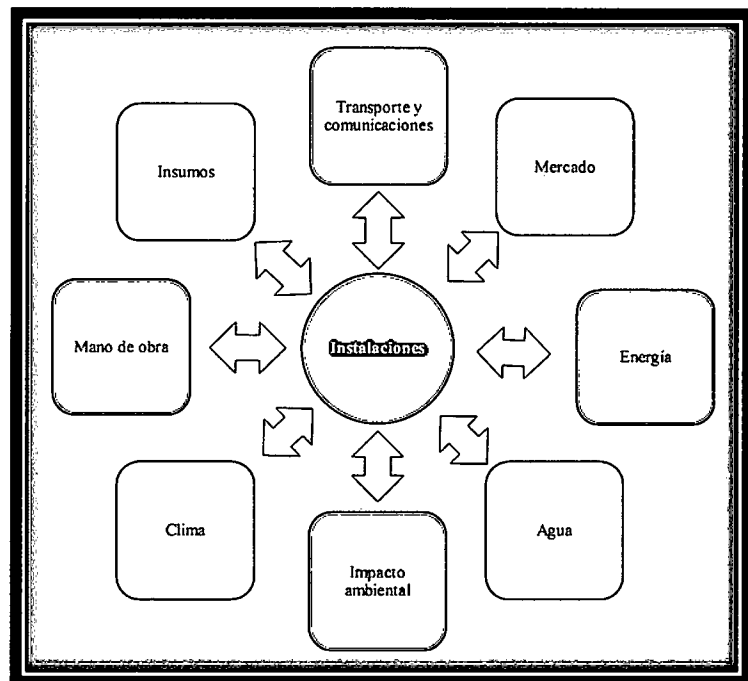 Transporte y
comunicaciones
Insumos
Mercado
Mano de obra
Instalaciones
Energía
Clima
Agua
Impacto
ambiental